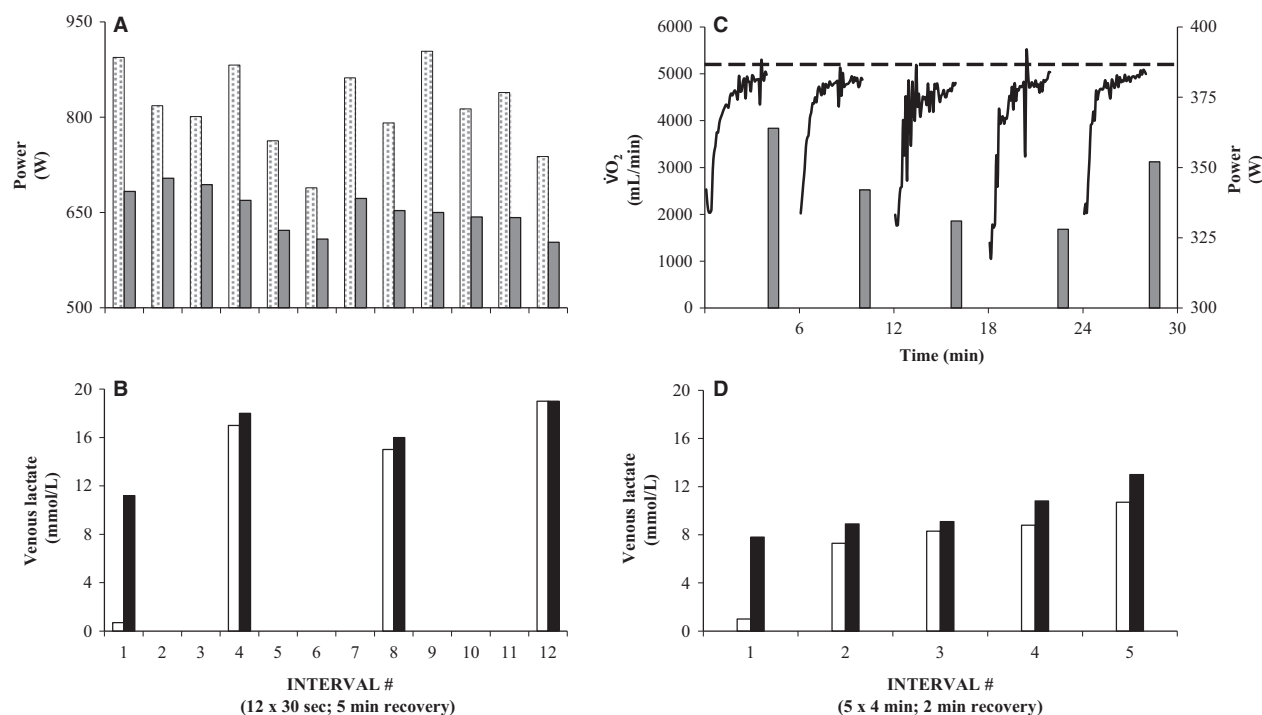 A
950
800
650
500
Power
(W)
B
20
16
12
8
4
0
Venous lactate
(mmol/L)
1 2 3 4 5 6 7 8 9 10 11 12
INTERVAL #
(12 x 30 sec; 5 min recovery)
C
6000
5000
4000
3000
2000
1000
0
V̇O2
(mL/min)
400
375
350
325
300
Power
(W)
6 12 18 24 30
Time (min)
D
20
16
12
8
4
0
Venous lactate
(mmol/L)
1 2 3 4 5
INTERVAL #
(5 x 4 min; 2 min recovery)